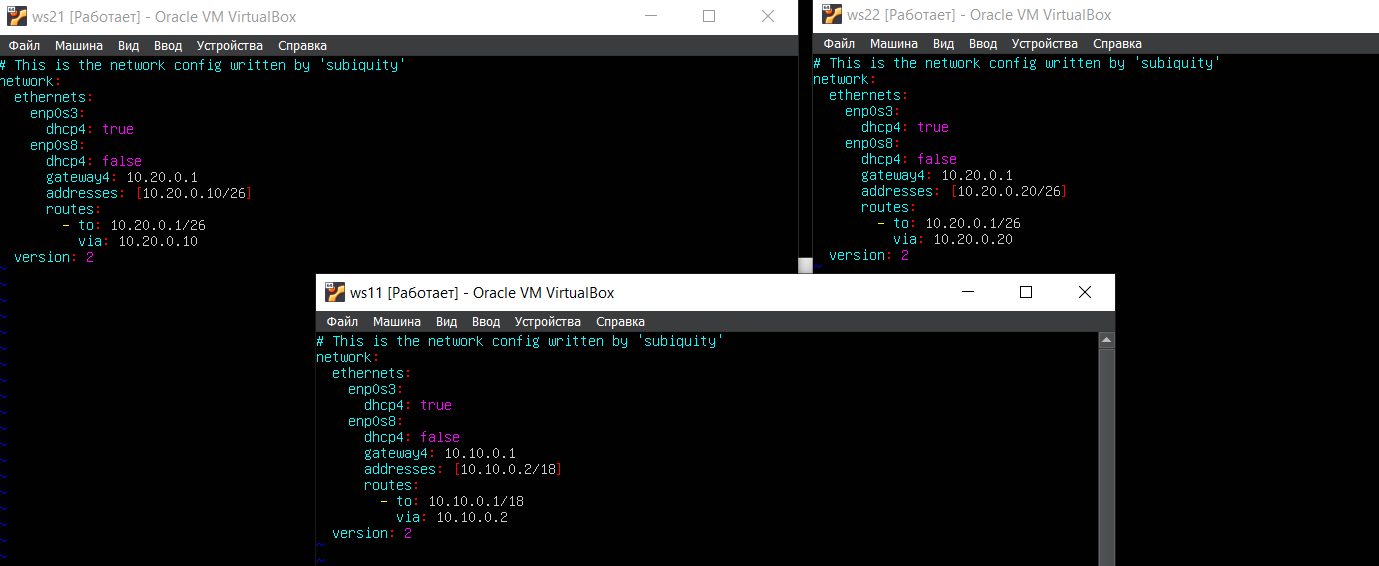 ws21 [Работает] - Oracle VM VirtualBox
Файл Машина Вид Ввод Устройства Справка
# This is the network config written by 'subiquity'
network:
  ethernets:
    enp0s3:
      dhcp4: true
    enp0s8:
      dhcp4: false
      gateway4: 10.20.0.1
      addresses: [10.20.0.10/26]
      routes:
        - to: 10.20.0.1/26
          via: 10.20.0.10
  version: 2
ws22 [Работает] - Oracle VM VirtualBox
Файл Машина Вид Ввод Устройства Справка
# This is the network config written by 'subiquity'
network:
  ethernets:
    enp0s3:
      dhcp4: true
    enp0s8:
      dhcp4: false
      gateway4: 10.20.0.1
      addresses: [10.20.0.20/26]
      routes:
        - to: 10.20.0.1/26
          via: 10.20.0.20
  version: 2
ws11 [Работает] - Oracle VM VirtualBox
Файл Машина Вид Ввод Устройства Справка
# This is the network config written by 'subiquity'
network:
  ethernets:
    enp0s3:
      dhcp4: true
    enp0s8:
      dhcp4: false
      gateway4: 10.10.0.1
      addresses: [10.10.0.2/18]
      routes:
        - to: 10.10.0.1/18
          via: 10.10.0.2
  version: 2